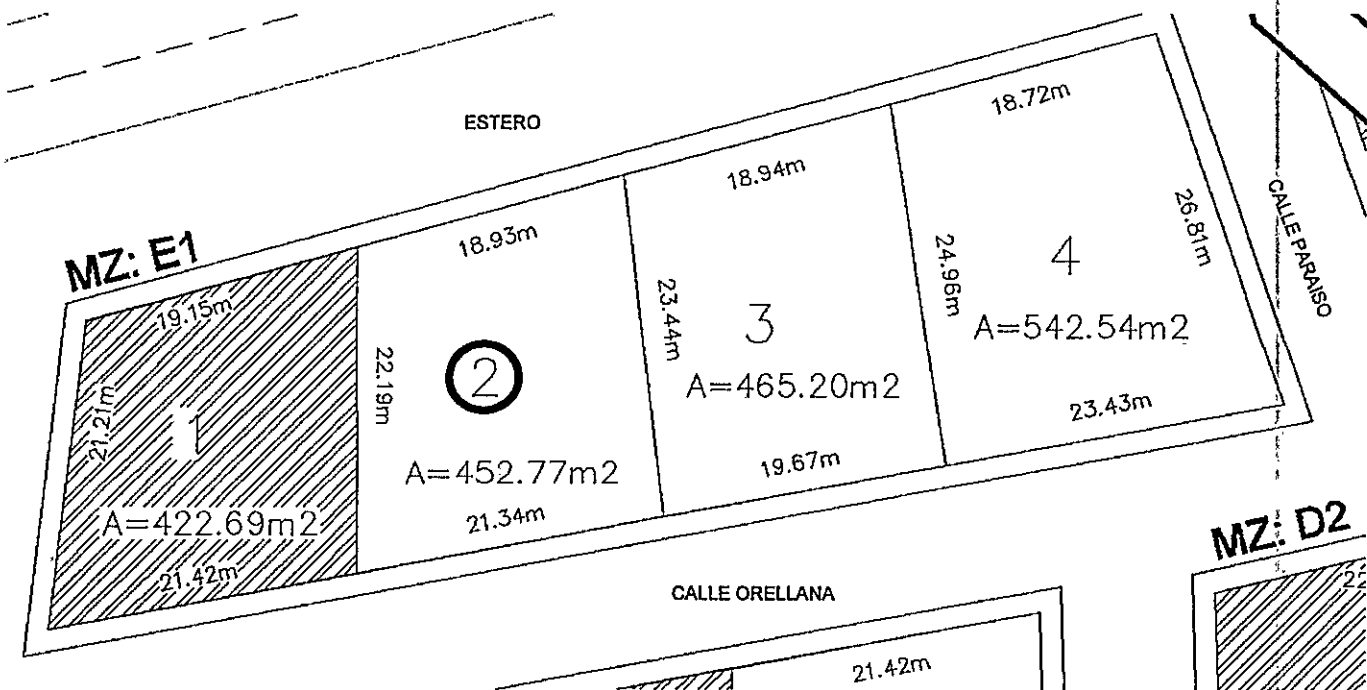 ESTERO
MZ: E1
19.15m
21.21m
1
A=422.69m2
21.42m
22.19m
18.93m
2
A=452.77m2
21.34m
23.44m
18.94m
3
A=465.20m2
19.67m
24.96m
18.72m
4
A=542.54m2
23.43m
26.81m
CALLE PARAISO
CALLE ORELLANA
MZ: D2
21.42m